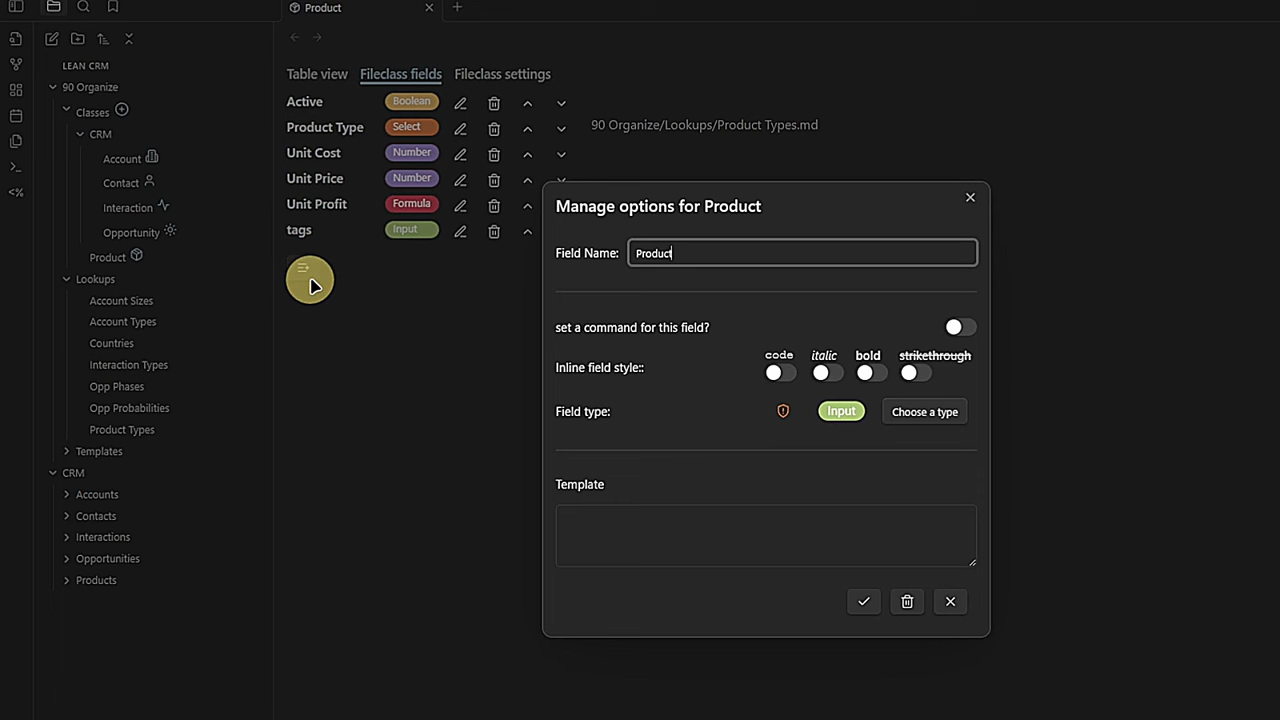 Product
LEAN CRM
90 Organize
Classes
CRM
Account
Contact
Interaction
Opportunity
Product
Lookups
Account Sizes
Account Types
Countries
Interaction Types
Opp Phases
Opp Probabilities
Product Types
Templates
CRM
Accounts
Contacts
Interactions
Opportunities
Products
Table view Fileclass fields Fileclass settings
Active Boolean
Product Type Select 90 Organize/Lookups/Product Types.md
Unit Cost Number
Unit Price Number
Unit Profit Formula
tags Input
Manage options for Product
Field Name: Product
set a command for this field?
Inline field style:: code italic bold strikethrough
Field type: Input Choose a type
Template